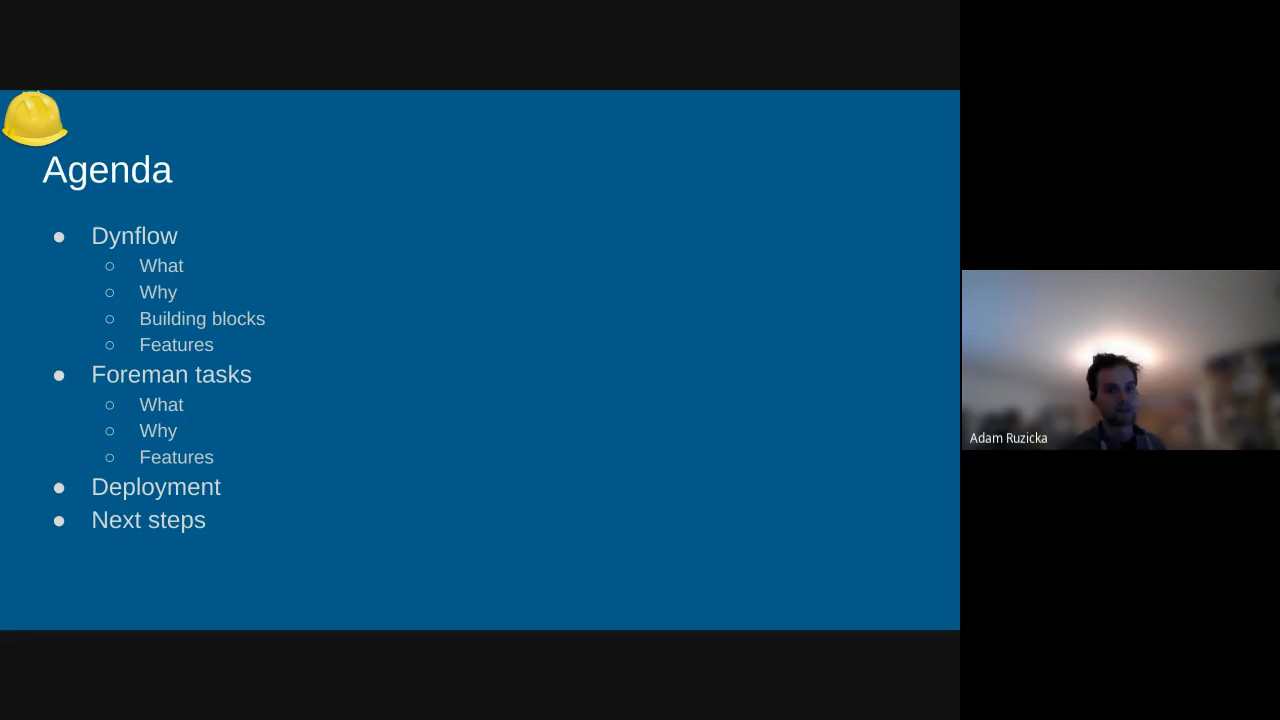 Agenda
● Dynflow
○ What
○ Why
○ Building blocks
○ Features
● Foreman tasks
○ What
○ Why
○ Features
● Deployment
● Next steps
Adam Ruzicka